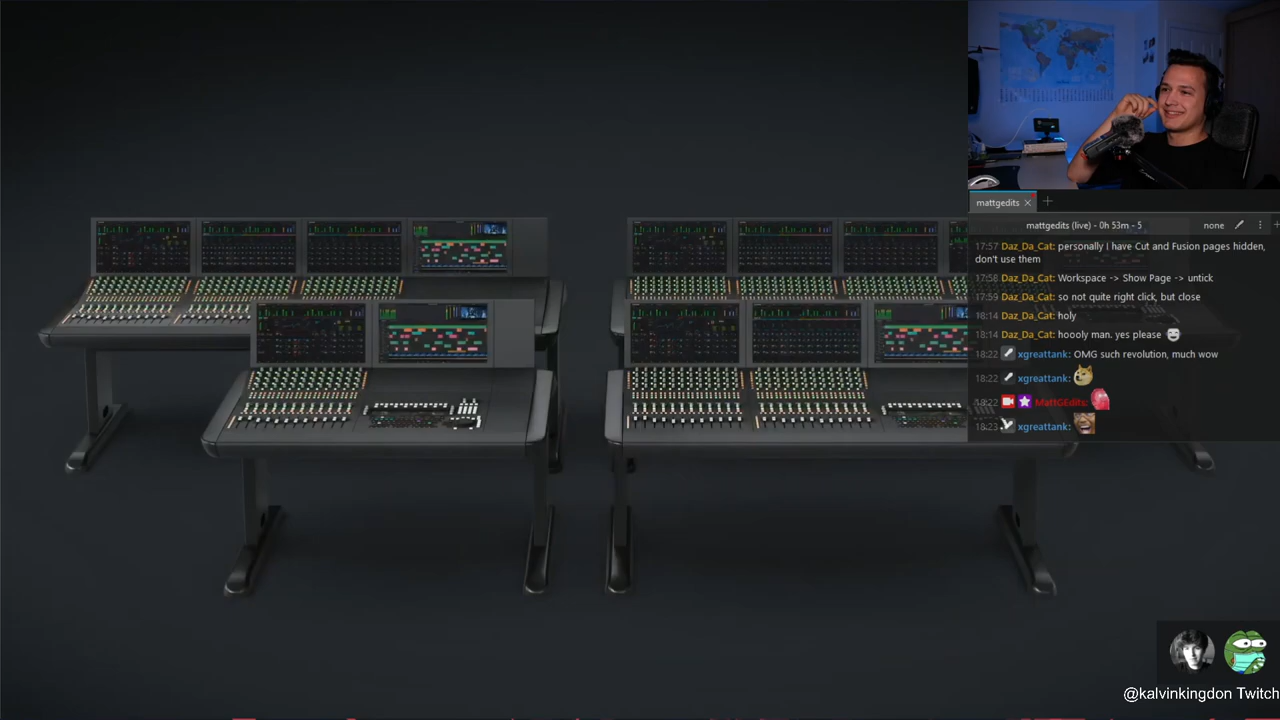 mattgedits
mattgedits (live) - 0h 53m - 5
none
17:57 Daz_Da_Cat: personally I have Cut and Fusion pages hidden,
don't use them
17:58 Daz_Da_Cat: Workspace -> Show Page -> untick
17:59 Daz_Da_Cat: so not quite right click, but close
18:14 Daz_Da_Cat: holy
18:14 Daz_Da_Cat: hoooly man. yes please
18:22 xgreattank: OMG such revolution, much wow
18:22 xgreattank:
18:22 MattGEdits:
18:23 xgreattank:
@kalvinkingdon Twitch